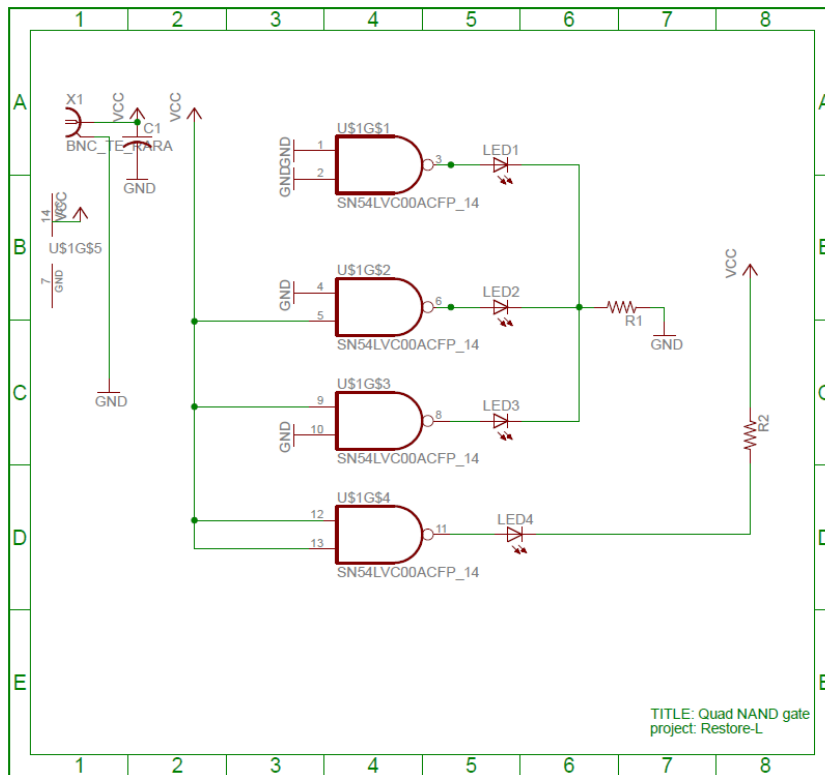 1 2 3 4 5 6 7 8
A A
X1
VCC
VCC
C1
BNC_TE_RARA
GND
GND
GND
1
2
U$1G$1
3
SN54LVC00ACFP_14
LED1
14
VCC
U$1G$5
7
GND
B
GND
4
5
U$1G$2
6
SN54LVC00ACFP_14
LED2
R1
GND
VCC
C
GND
9
GND
10
U$1G$3
8
SN54LVC00ACFP_14
LED3
R2
D D
12
13
U$1G$4
11
SN54LVC00ACFP_14
LED4
E
TITLE: Quad NAND gate
project: Restore-L
1 2 3 4 5 6 7 8